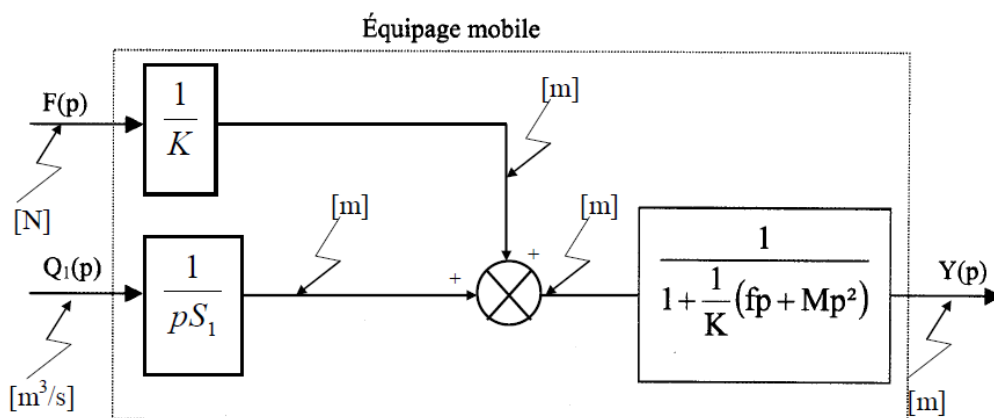 Équipage mobile
F(p)
1
K
[m]
[N]
[m]
[m]
Q₁(p)
1
pS₁
+
+
1
1+ 1/K (fp + Mp²)
Y(p)
[m³/s]
[m]